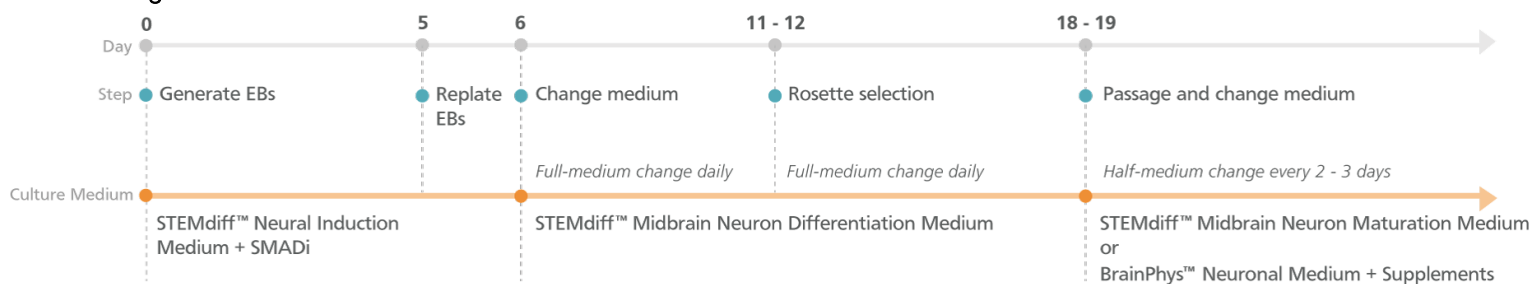 0 5 6 11 - 12 18 - 19
Day
Step Generate EBs Replate Change medium Rosette selection Passage and change medium
EBs
Full-medium change daily Full-medium change daily Half-medium change every 2 - 3 days
Culture Medium
STEMdiff™ Neural Induction STEMdiff™ Midbrain Neuron Differentiation Medium STEMdiff™ Midbrain Neuron Maturation Medium
Medium + SMADi or
BrainPhys™ Neuronal Medium + Supplements